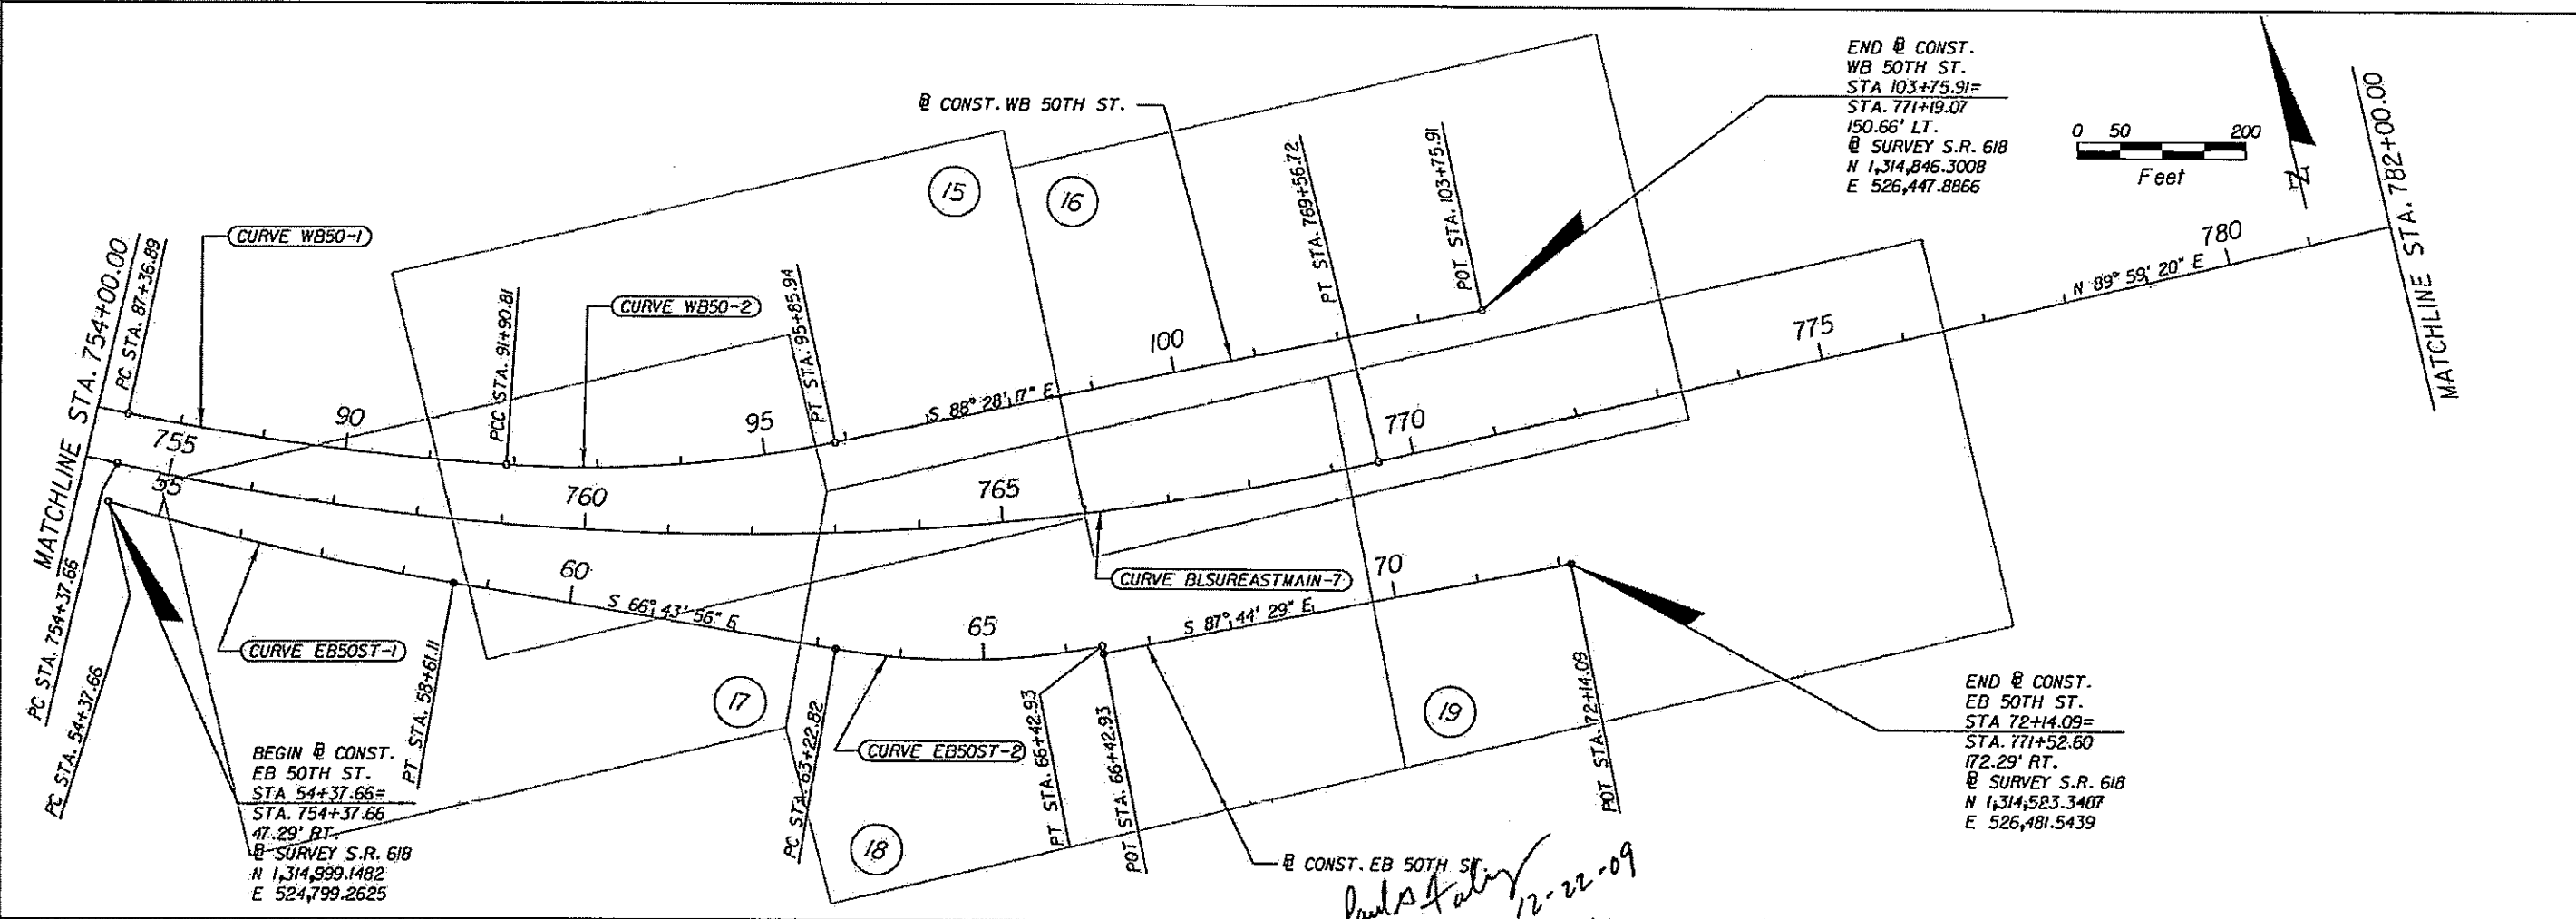 END ℄ CONST.
WB 50TH ST.
STA 103+75.91=
STA. 771+19.07
150.66' LT.
℄ SURVEY S.R. 618
N 1,314,846.3008
E 526,447.8866
0 50 200
Feet
N
MATCHLINE STA. 782+00.00
℄ CONST. WB 50TH ST.
15
16
CURVE WB50-1
CURVE WB50-2
MATCHLINE STA. 754+00.00
PC STA. 87+36.89
PCC STA. 91+90.81
PT STA. 95+85.94
PT STA. 769+56.72
POT STA. 103+75.91
90
95
100
S 88° 28' 17" E
755
760
765
770
775
780
N 89° 59' 20" E
55
60
65
70
S 66° 43' 56" E
S 87° 44' 29" E
CURVE BLSUREASTMAIN-7
CURVE EB50ST-1
CURVE EB50ST-2
17
18
19
PC STA. 754+37.66
PC STA. 54+37.66
PT STA. 58+61.11
PC STA. 63+22.82
PT STA. 66+42.93
POT STA. 66+42.93
POT STA. 72+14.09
BEGIN ℄ CONST.
EB 50TH ST.
STA 54+37.66=
STA. 754+37.66
47.29' RT.
℄ SURVEY S.R. 618
N 1,314,999.1482
E 524,799.2625
END ℄ CONST.
EB 50TH ST.
STA 72+14.09=
STA. 771+52.60
172.29' RT.
℄ SURVEY S.R. 618
N 1,314,523.3407
E 526,481.5439
℄ CONST. EB 50TH ST.
12-22-09